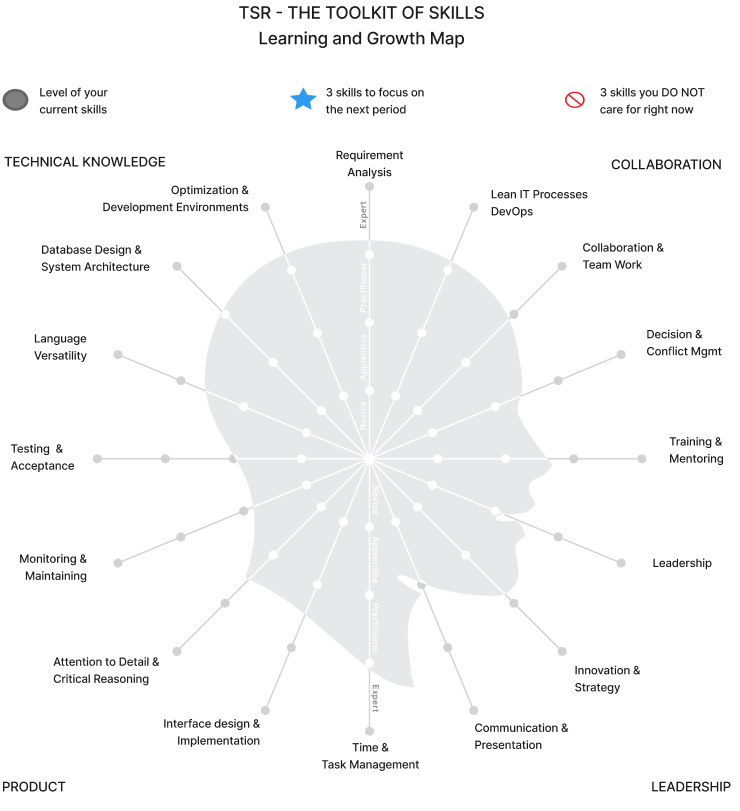 TSR - THE TOOLKIT OF SKILLS
Learning and Growth Map
Level of your
current skills
3 skills to focus on
the next period
3 skills you DO NOT
care for right now
TECHNICAL KNOWLEDGE
COLLABORATION
Requirement
Analysis
Optimization &
Development Environments
Lean IT Processes
DevOps
Database Design &
System Architecture
Collaboration &
Team Work
Language
Versatility
Decision &
Conflict Mgmt
Testing &
Acceptance
Training &
Mentoring
Monitoring &
Maintaining
Leadership
Attention to Detail &
Critical Reasoning
Innovation &
Strategy
Interface design &
Implementation
Communication &
Presentation
Time &
Task Management
Expert
Practitioner
Apprentice
Novice
Novice
Apprentice
Practitioner
Expert
PRODUCT
LEADERSHIP